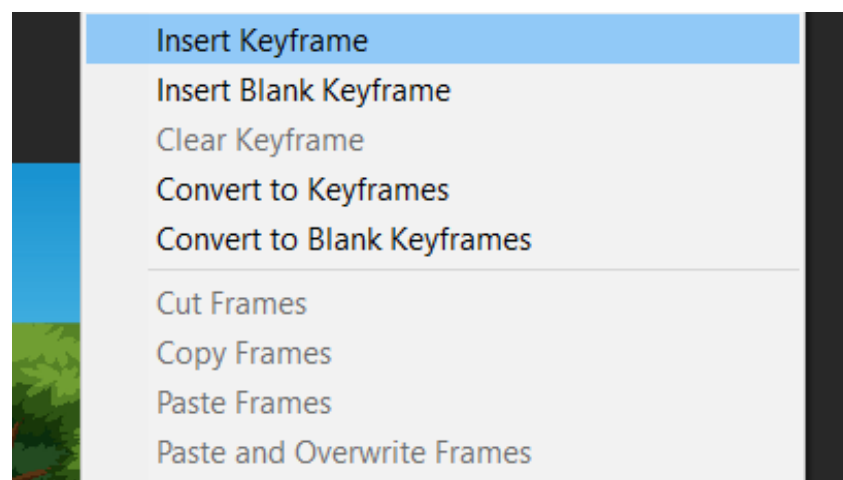 Insert Keyframe
Insert Blank Keyframe
Clear Keyframe
Convert to Keyframes
Convert to Blank Keyframes
Cut Frames
Copy Frames
Paste Frames
Paste and Overwrite Frames